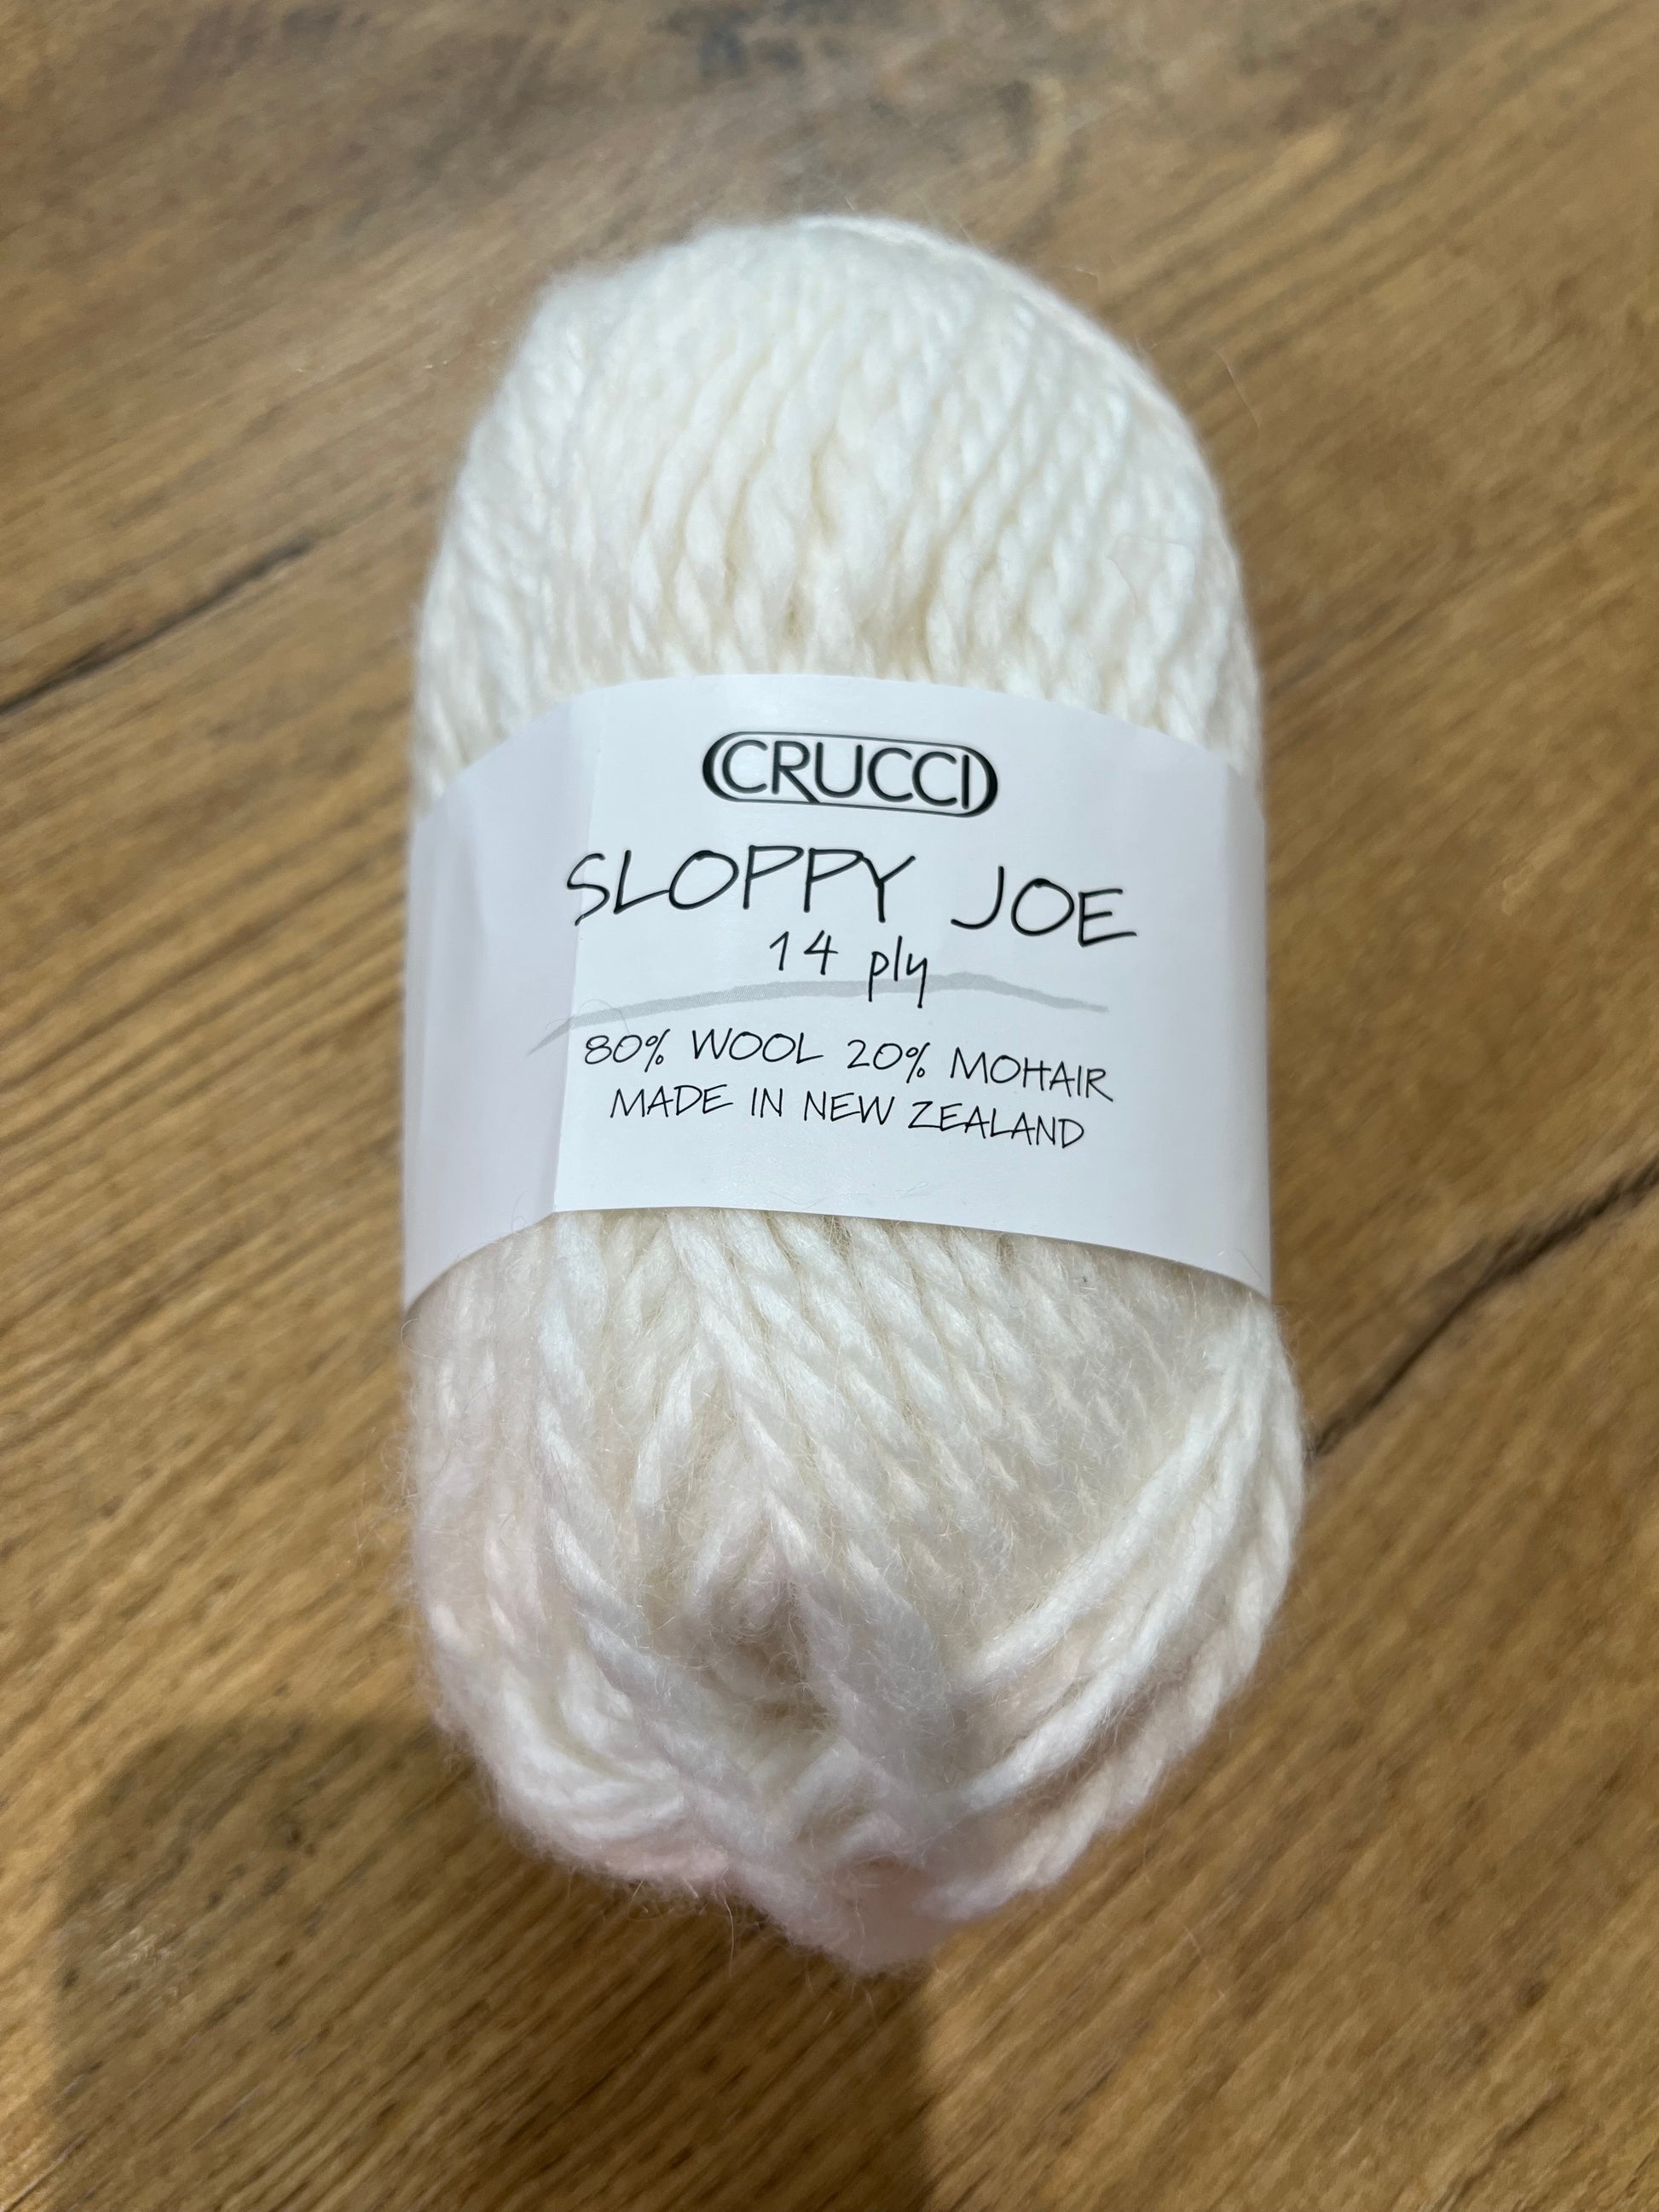 CRUCCI
SLOPPY JOE
14 ply
80% WOOL 20% MOHAIR
MADE IN NEW ZEALAND